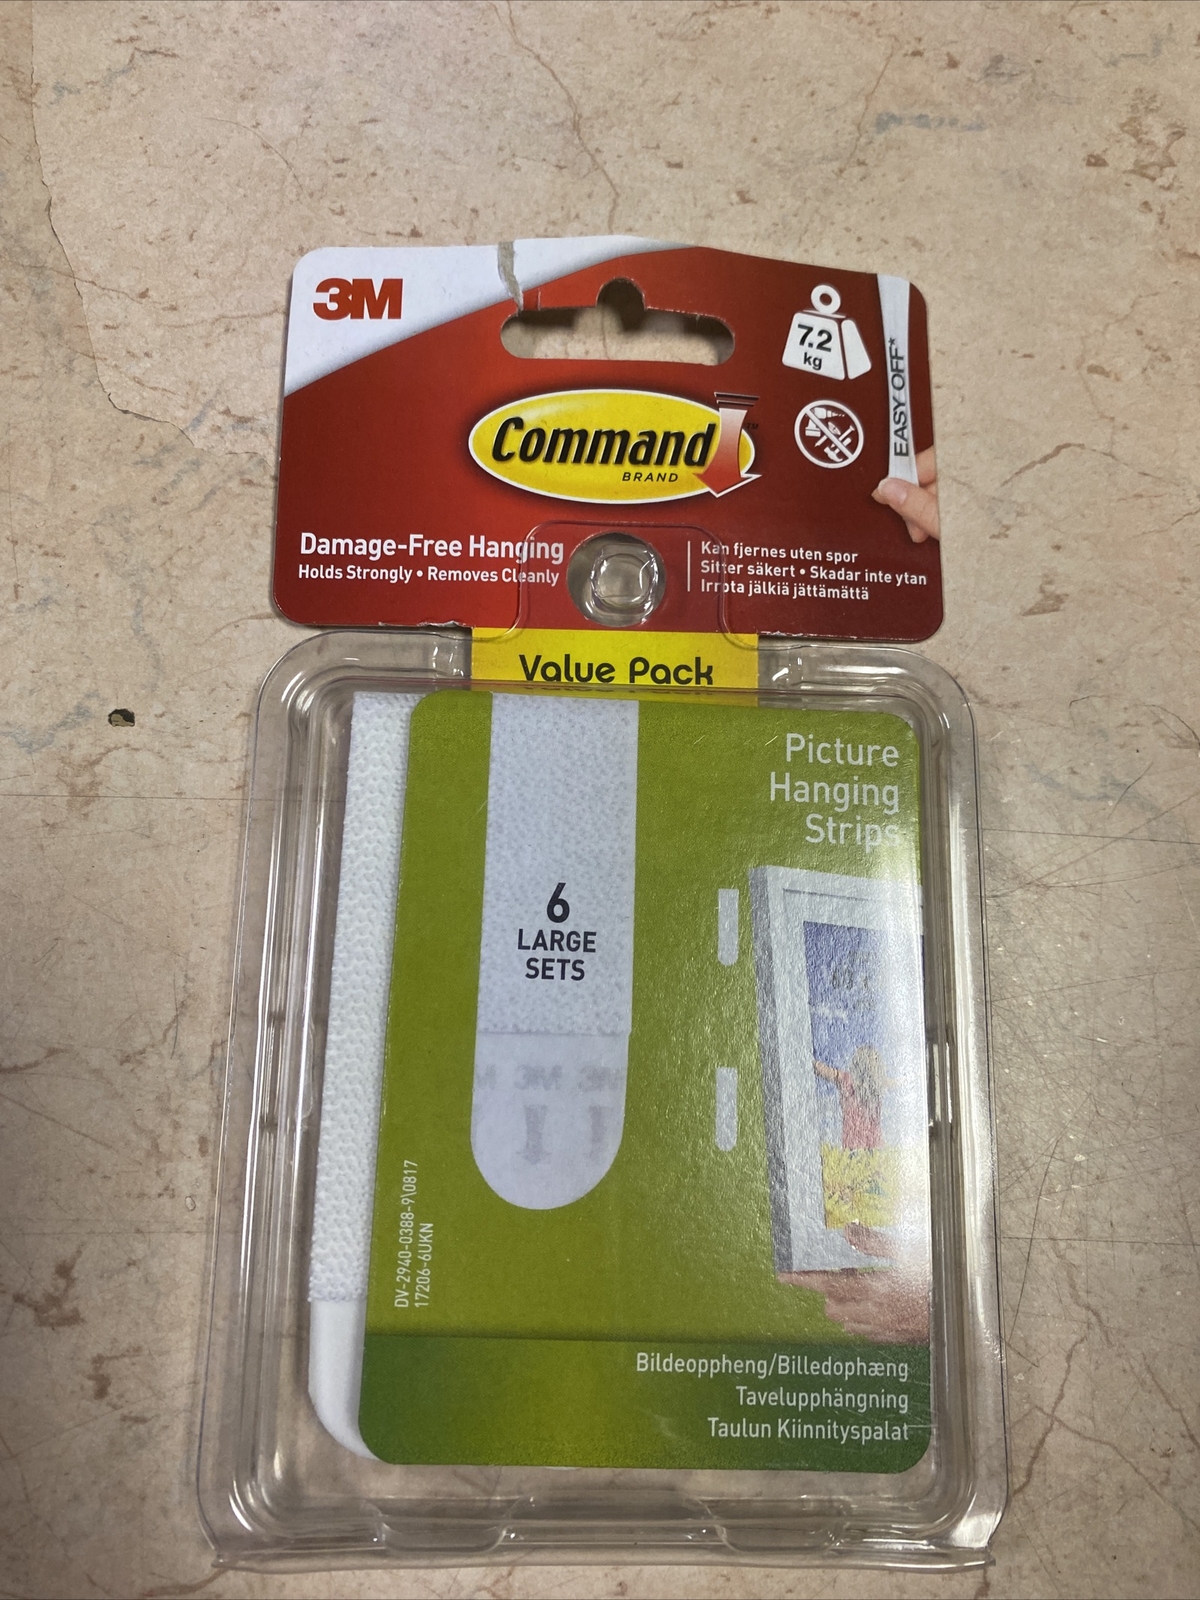 3M
7.2
kg
EASY OFF*
Command™
BRAND
Damage-Free Hanging
Holds Strongly • Removes Cleanly
Kan fjernes uten spor
Sitter säkert • Skadar inte ytan
Irrota jälkiä jättämättä
Value Pack
Picture
Hanging
Strips
6
LARGE
SETS
DV-2940-0388-9\0817
17206-6UKN
Bildeoppheng/Billedophæng
Tavelupphängning
Taulun Kiinnityspalat